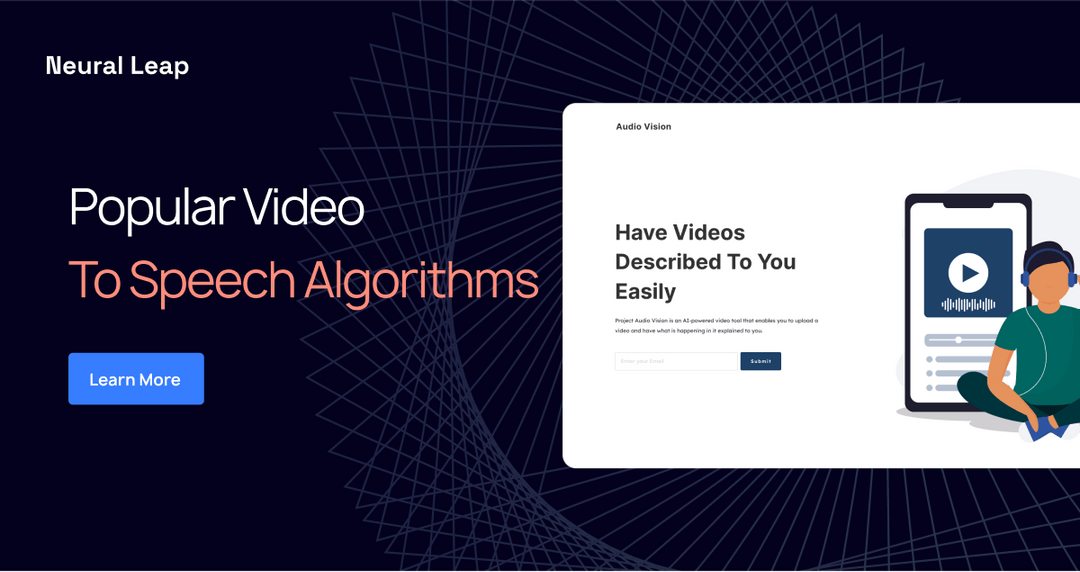 Neural Leap
Popular Video
To Speech Algorithms
Learn More
Audio Vision
Have Videos
Described To You
Easily
Project Audio Vision is an AI-powered video tool that enables you to upload a
video and have what is happening in it explained to you.
Enter your Email
Submit